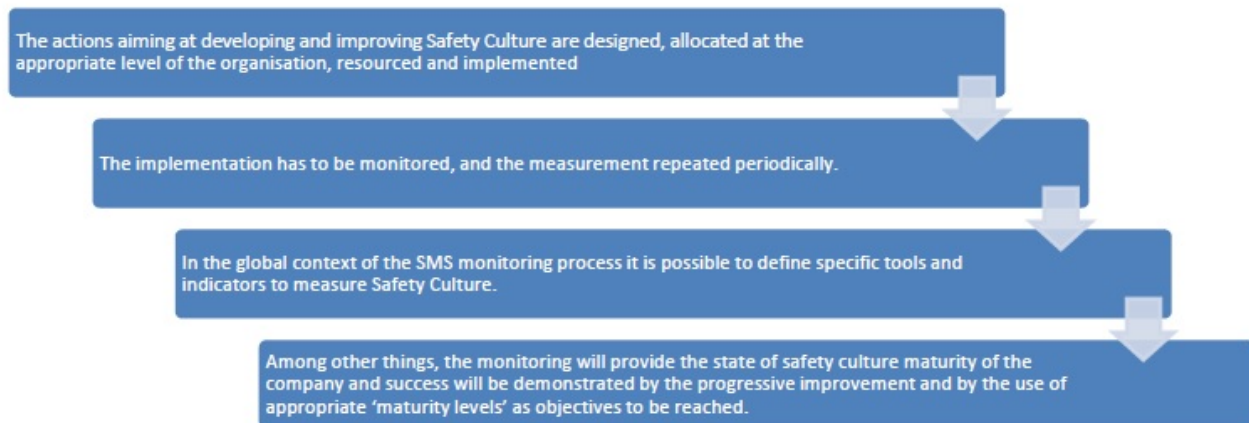 The actions aiming at developing and improving Safety Culture are designed, allocated at the
appropriate level of the organisation, resourced and implemented
The implementation has to be monitored, and the measurement repeated periodically.
In the global context of the SMS monitoring process it is possible to define specific tools and
indicators to measure Safety Culture.
Among other things, the monitoring will provide the state of safety culture maturity of the
company and success will be demonstrated by the progressive improvement and by the use of
appropriate ‘maturity levels’ as objectives to be reached.